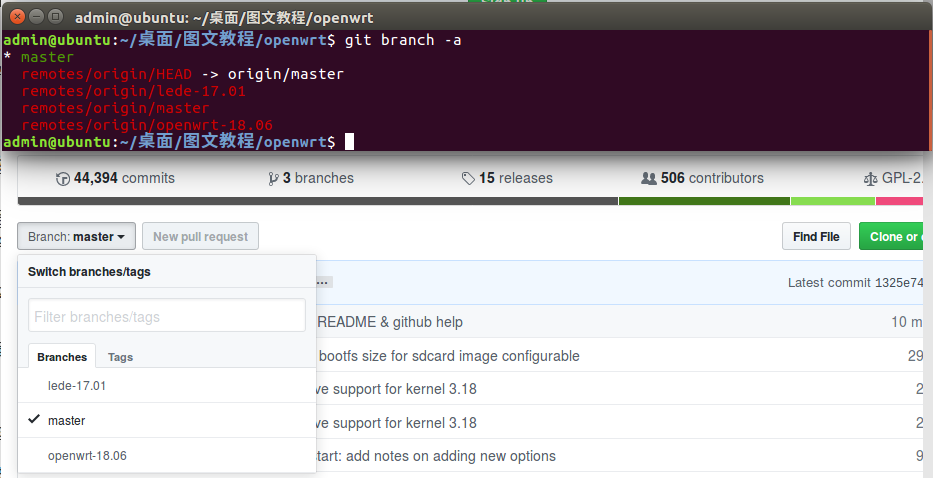 Sign up
admin@ubuntu: ~/桌面/图文教程/openwrt
admin@ubuntu:~/桌面/图文教程/openwrt$ git branch -a
* master
remotes/origin/HEAD -> origin/master
remotes/origin/lede-17.01
remotes/origin/master
remotes/origin/openwrt-18.06
admin@ubuntu:~/桌面/图文教程/openwrt$
44,394 commits
3 branches
15 releases
506 contributors
GPL-2.
Branch: master
New pull request
Find File
Clone or
Switch branches/tags
...
Latest commit 1325e74
Filter branches/tags
README & github help
10 m
Branches
Tags
bootfs size for sdcard image configurable
29
lede-17.01
ve support for kernel 3.18
2
master
ve support for kernel 3.18
2
openwrt-18.06
start: add notes on adding new options
9